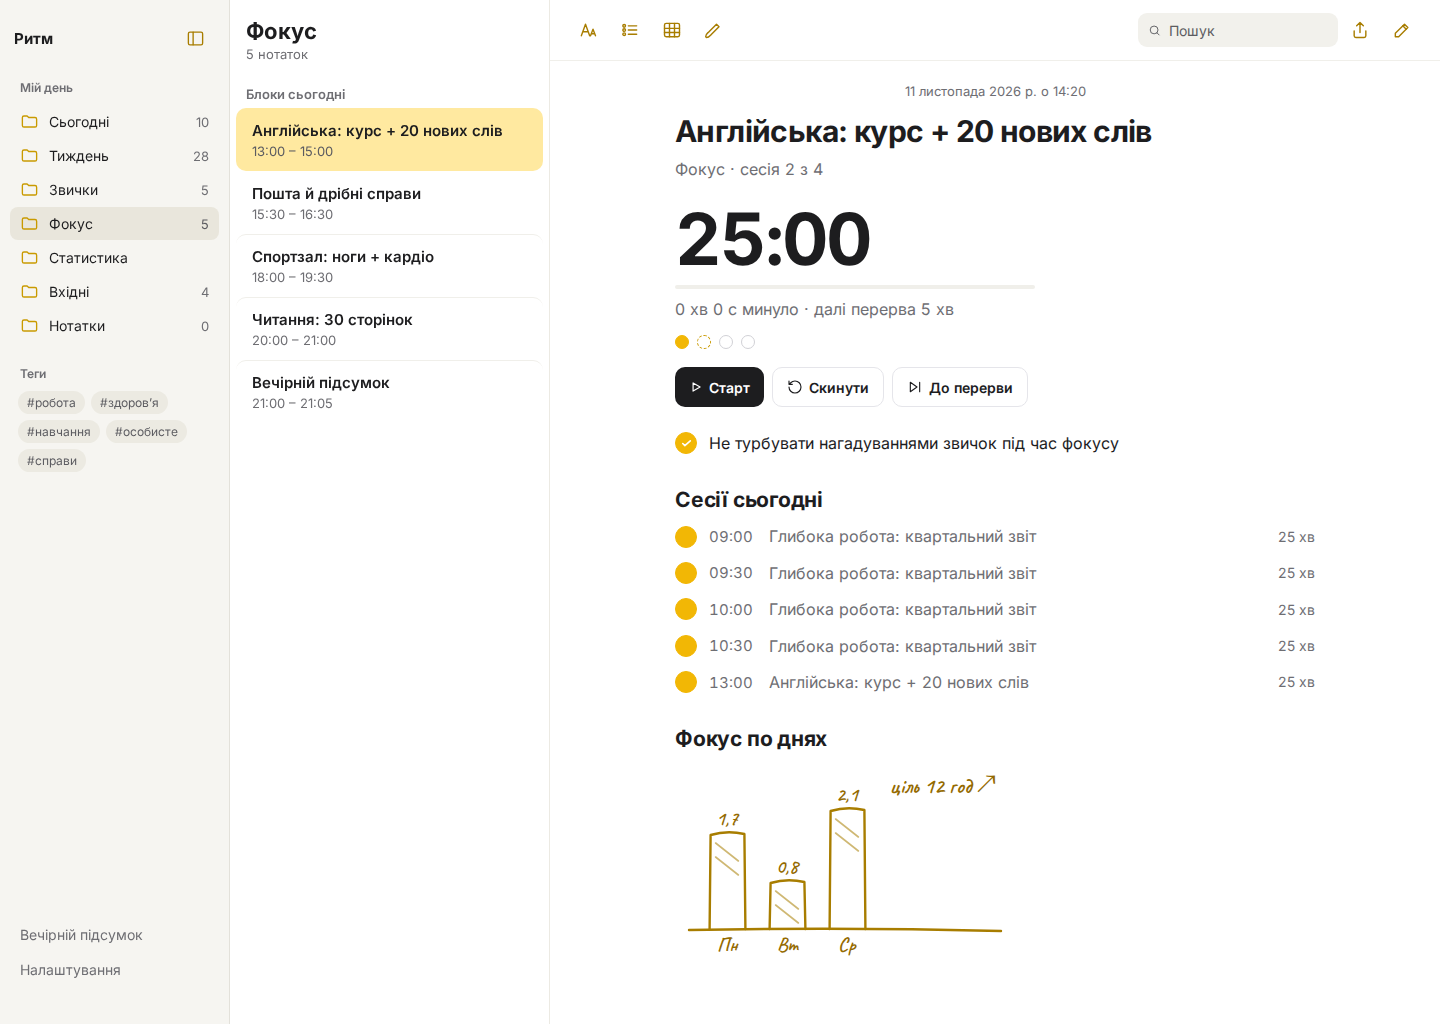 Ритм
Мій день
Сьогодні 10
Тиждень 28
Звички 5
Фокус 5
Статистика
Вхідні 4
Нотатки 0
Теги
#робота #здоров’я
#навчання #особисте
#справи
Вечірній підсумок
Налаштування
Фокус
5 нотаток
Блоки сьогодні
Англійська: курс + 20 нових слів
13:00 – 15:00
Пошта й дрібні справи
15:30 – 16:30
Спортзал: ноги + кардіо
18:00 – 19:30
Читання: 30 сторінок
20:00 – 21:00
Вечірній підсумок
21:00 – 21:05
Пошук
11 листопада 2026 р. о 14:20
Англійська: курс + 20 нових слів
Фокус · сесія 2 з 4
25:00
0 хв 0 с минуло · далі перерва 5 хв
Старт Скинути До перерви
Не турбувати нагадуваннями звичок під час фокусу
Сесії сьогодні
09:00 Глибока робота: квартальний звіт 25 хв
09:30 Глибока робота: квартальний звіт 25 хв
10:00 Глибока робота: квартальний звіт 25 хв
10:30 Глибока робота: квартальний звіт 25 хв
13:00 Англійська: курс + 20 нових слів 25 хв
Фокус по днях
ціль 12 год
1,7 0,8 2,1
Пн Вт Ср